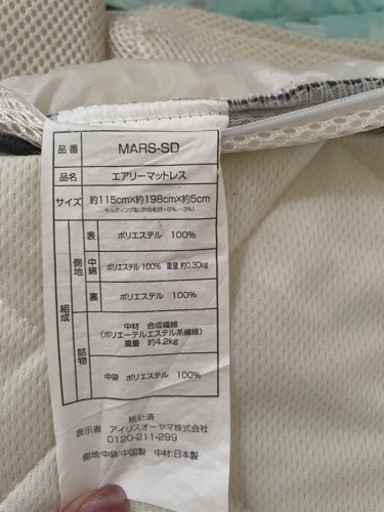 品番 MARS-SD
品名 エアリーマットレス
サイズ 約115cm×約198cm×約5cm
キルティング製(許容範囲+5%、-3%)
組成
側地
表 ポリエステル 100%
中綿 ポリエステル 100% 重量 約0.30kg
裏 ポリエステル 100%
詰物
中材 合成繊維
(ポリエーテルエステル系繊維)
重量 約4.2kg
中袋 ポリエステル 100%
検針済
表示者 アイリスオーヤマ株式会社
0120-211-299
側地・中袋:中国製 中材:日本製